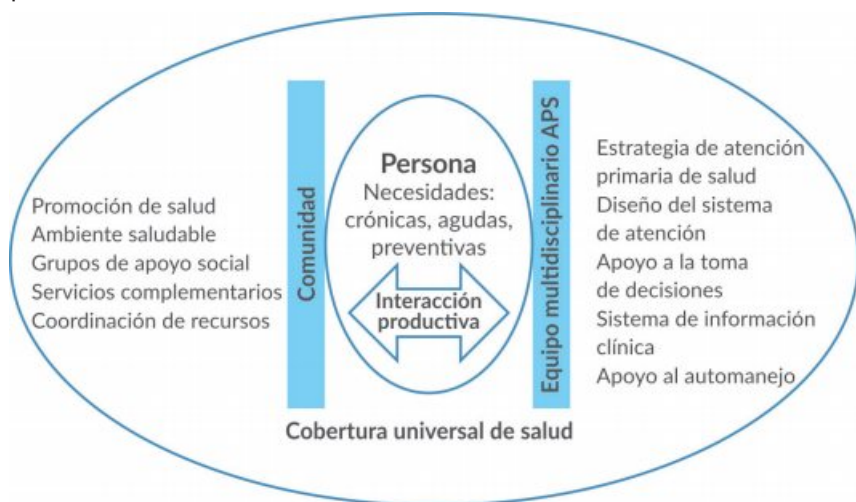 Promoción de salud
Ambiente saludable
Grupos de apoyo social
Servicios complementarios
Coordinación de recursos
Comunidad
Persona
Necesidades:
crónicas, agudas,
preventivas
Interacción
productiva
Equipo multidisciplinario APS
Estrategia de atención
primaria de salud
Diseño del sistema
de atención
Apoyo a la toma
de decisiones
Sistema de información
clínica
Apoyo al automanejo
Cobertura universal de salud